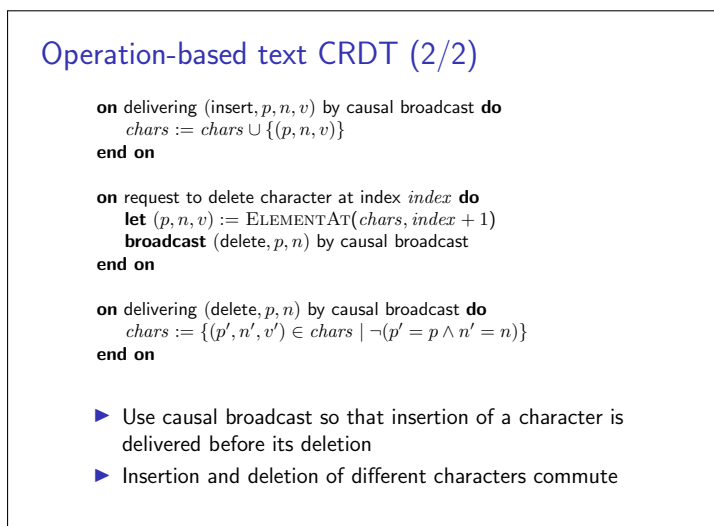 Operation-based text CRDT (2/2)
on delivering (insert, p, n, v) by causal broadcast do
chars := chars ∪ {(p, n, v)}
end on
on request to delete character at index index do
let (p, n, v) := ELEMENTAT(chars, index + 1)
broadcast (delete, p, n) by causal broadcast
end on
on delivering (delete, p, n) by causal broadcast do
chars := {(p′, n′, v′) ∈ chars | ¬(p′ = p ∧ n′ = n)}
end on
▶ Use causal broadcast so that insertion of a character is
delivered before its deletion
▶ Insertion and deletion of different characters commute